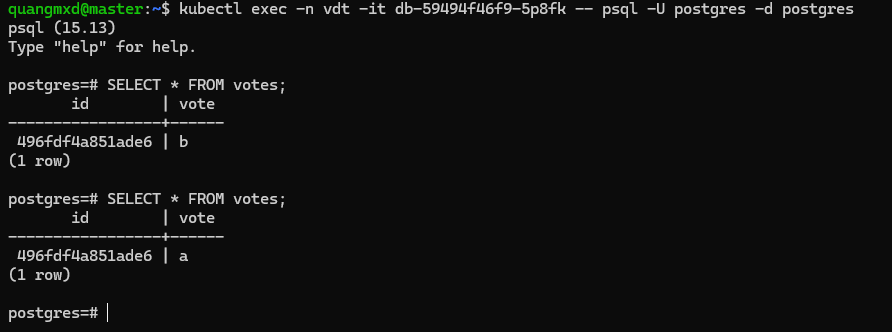 quangmxd@master:~$ kubectl exec -n vdt -it db-59494f46f9-5p8fk -- psql -U postgres -d postgres
psql (15.13)
Type "help" for help.

postgres=# SELECT * FROM votes;
       id        | vote
-----------------+------
 496fdf4a851ade6 | b
(1 row)

postgres=# SELECT * FROM votes;
       id        | vote
-----------------+------
 496fdf4a851ade6 | a
(1 row)

postgres=#